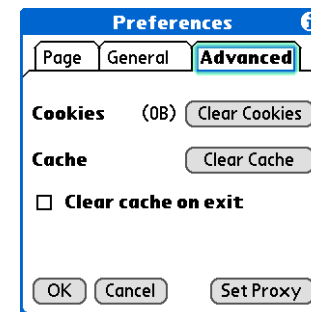 Preferences
Page General Advanced
Cookies (0B) Clear Cookies
Cache Clear Cache
Clear cache on exit
OK Cancel Set Proxy